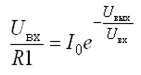 U_вх / R1 = I_0 e^(-U_вых / U_вх)